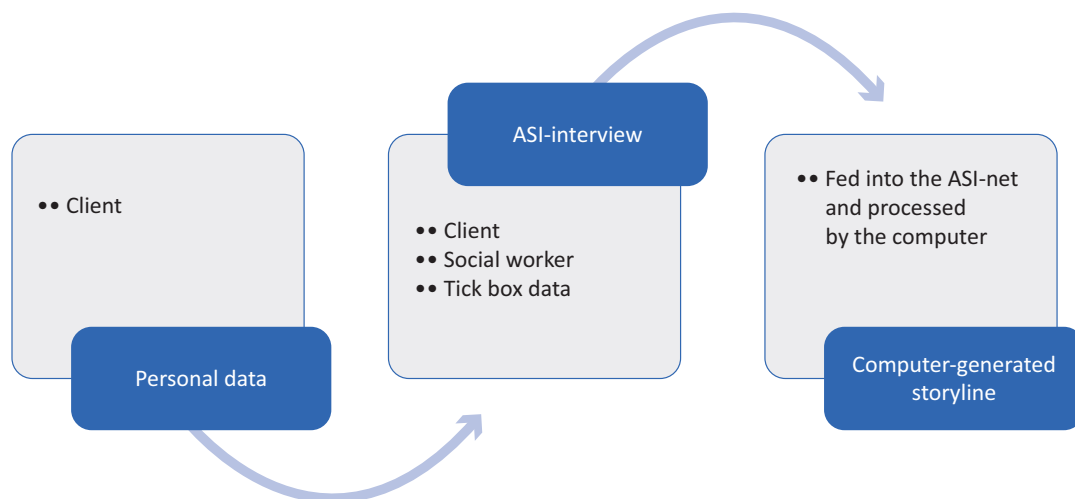 •• Client
Personal data
ASI-interview
•• Client
•• Social worker
•• Tick box data
•• Fed into the ASI-net
and processed
by the computer
Computer-generated
storyline